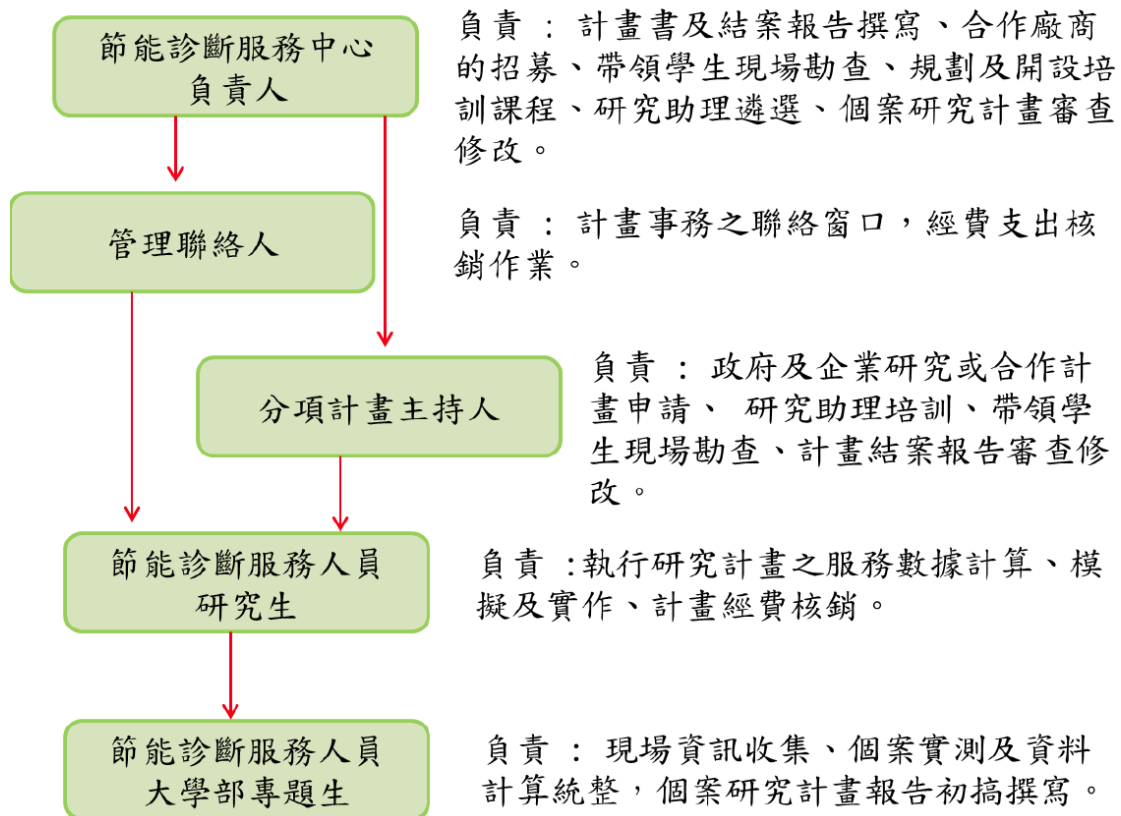 節能診斷服務中心
負責人
負責 : 計畫書及結案報告撰寫、合作廠商
的招募、帶領學生現場勘查、規劃及開設培
訓課程、研究助理遴選、個案研究計畫審查
修改。
管理聯絡人
負責 : 計畫事務之聯絡窗口，經費支出核
銷作業。
分項計畫主持人
負責 : 政府及企業研究或合作計
畫申請、 研究助理培訓、帶領學
生現場勘查、計畫結案報告審查修
改。
節能診斷服務人員
研究生
負責 :執行研究計畫之服務數據計算、模
擬及實作、計畫經費核銷。
節能診斷服務人員
大學部專題生
負責 : 現場資訊收集、個案實測及資料
計算統整，個案研究計畫報告初搞撰寫。